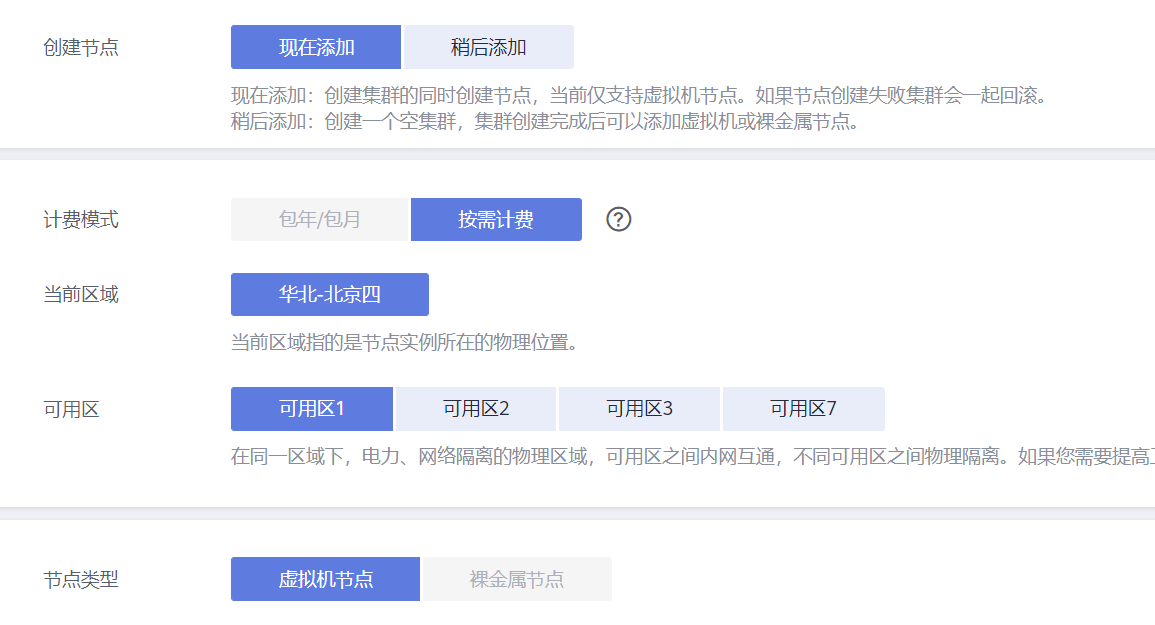 创建节点 现在添加 稍后添加
现在添加：创建集群的同时创建节点，当前仅支持虚拟机节点。如果节点创建失败集群会一起回滚。
稍后添加：创建一个空集群，集群创建完成后可以添加虚拟机或裸金属节点。
计费模式 包年/包月 按需计费 ?
当前区域 华北-北京四
当前区域指的是节点实例所在的物理位置。
可用区 可用区1 可用区2 可用区3 可用区7
在同一区域下，电力、网络隔离的物理区域，可用区之间内网互通，不同可用区之间物理隔离。如果您需要提高
节点类型 虚拟机节点 裸金属节点